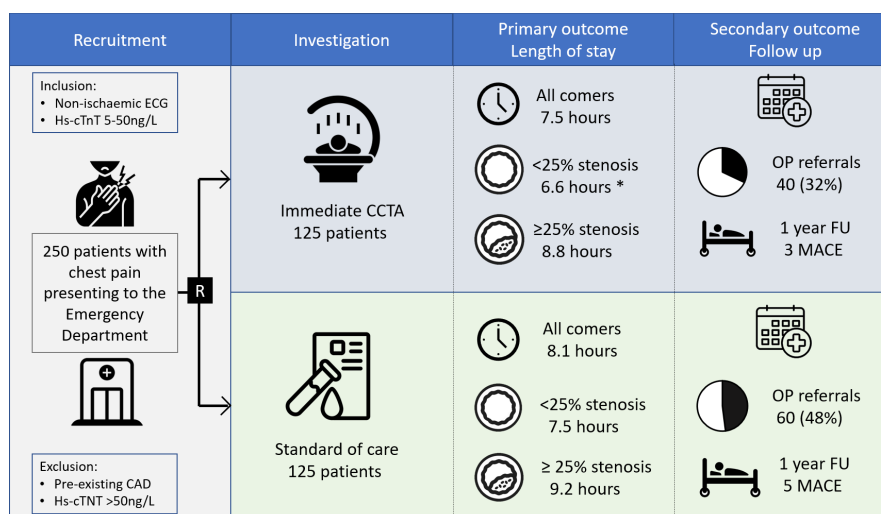 Recruitment
Investigation
Primary outcome
Length of stay
Secondary outcome
Follow up
Inclusion:
• Non-ischaemic ECG
• Hs-cTnT 5-50ng/L
250 patients with
chest pain
presenting to the
Emergency
Department
R
Exclusion:
• Pre-existing CAD
• Hs-cTNT >50ng/L
Immediate CCTA
125 patients
All comers
7.5 hours
<25% stenosis
6.6 hours *
≥25% stenosis
8.8 hours
OP referrals
40 (32%)
1 year FU
3 MACE
Standard of care
125 patients
All comers
8.1 hours
<25% stenosis
7.5 hours
≥ 25% stenosis
9.2 hours
OP referrals
60 (48%)
1 year FU
5 MACE